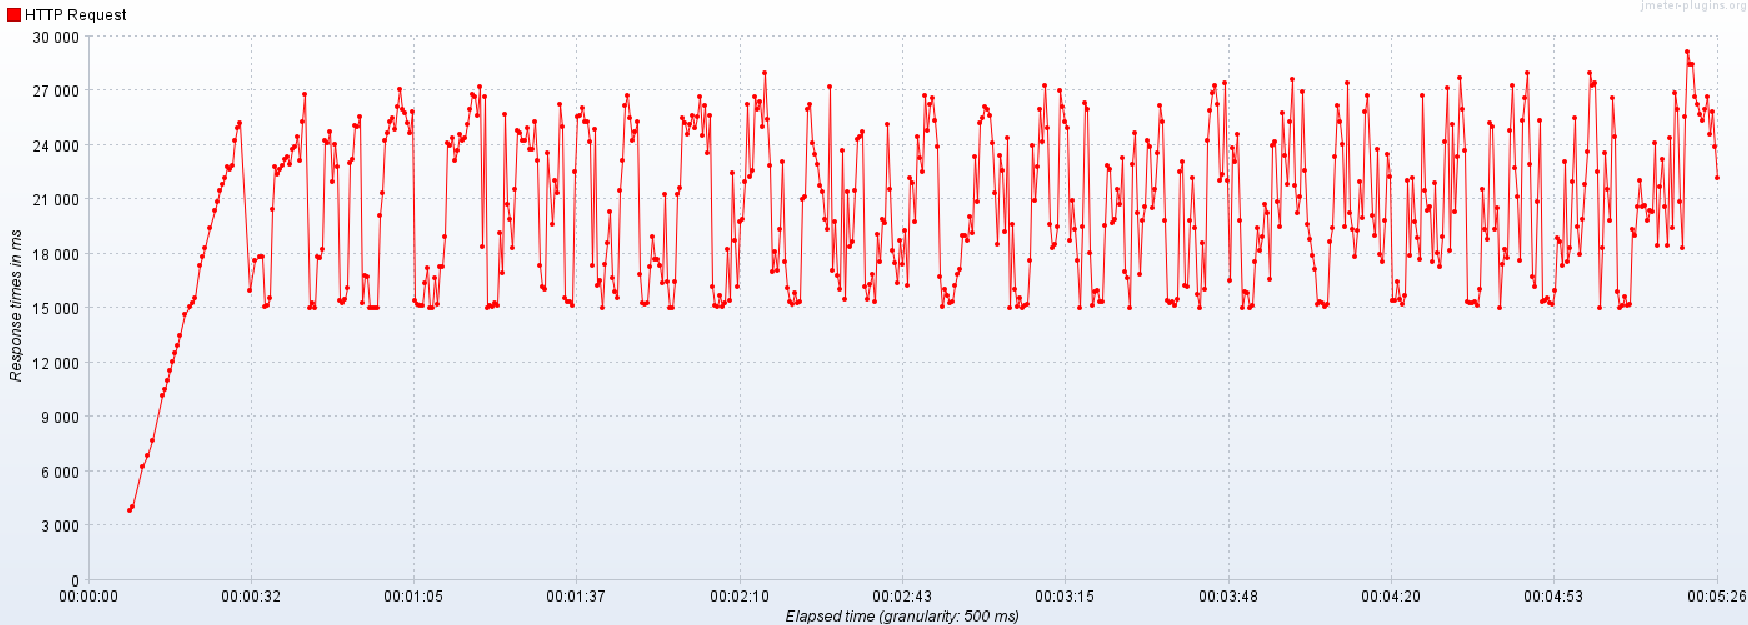 jmeter-plugins.org
HTTP Request
30 000
27 000
24 000
21 000
18 000
15 000
12 000
9 000
6 000
3 000
0
Response times in ms
00:00:00 00:00:32 00:01:05 00:01:37 00:02:10 00:02:43 00:03:15 00:03:48 00:04:20 00:04:53 00:05:26
Elapsed time (granularity: 500 ms)